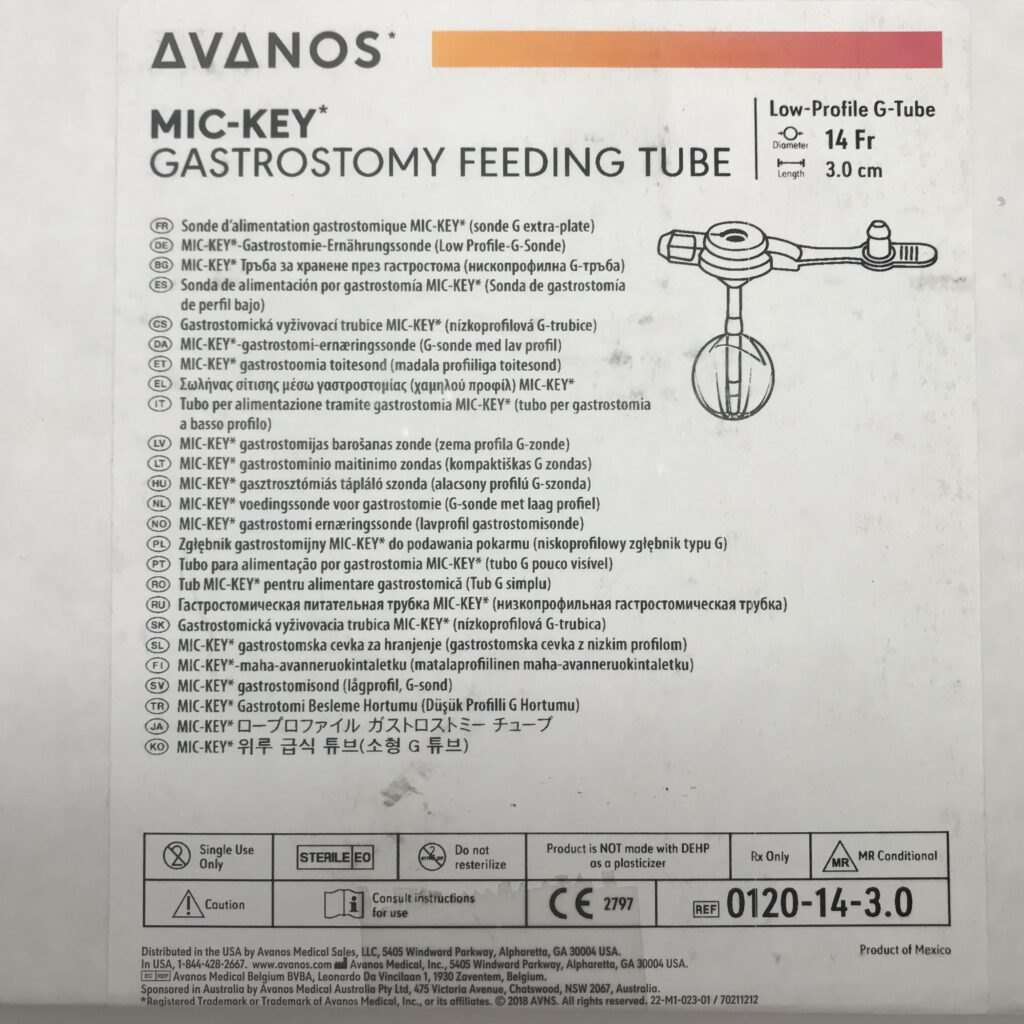 AVANOS*
MIC-KEY*
GASTROSTOMY FEEDING TUBE
Low-Profile G-Tube
Diameter 14 Fr
Length 3.0 cm
FR Sonde d'alimentation gastrostomique MIC-KEY* (sonde G extra-plate)
DE MIC-KEY*-Gastrostomie-Ernährungssonde (Low Profile-G-Sonde)
BG MIC-KEY* Тръба за хранене през гастростома (нископрофилна G-тръба)
ES Sonda de alimentación por gastrostomía MIC-KEY* (Sonda de gastrostomía
de perfil bajo)
CS Gastrostomická vyživovací trubice MIC-KEY* (nízkoprofilová G-trubice)
DA MIC-KEY*-gastrostomi-ernæringssonde (G-sonde med lav profil)
ET MIC-KEY* gastrostoomia toitesond (madala profiiliga toitesond)
EL Σωλήνας σίτισης μέσω γαστροστομίας (χαμηλού προφίλ) MIC-KEY*
IT Tubo per alimentazione tramite gastrostomia MIC-KEY* (tubo per gastrostomia
a basso profilo)
LV MIC-KEY* gastrostomijas barošanas zonde (zema profila G-zonde)
LT MIC-KEY* gastrostominio maitinimo zondas (kompaktiškas G zondas)
HU MIC-KEY* gasztrosztómiás tápláló szonda (alacsony profilú G-szonda)
NL MIC-KEY* voedingssonde voor gastrostomie (G-sonde met laag profiel)
NO MIC-KEY* gastrostomi ernæringssonde (lavprofil gastrostomisonde)
PL Zgłębnik gastrostomijny MIC-KEY* do podawania pokarmu (niskoprofilowy zgłębnik typu G)
PT Tubo para alimentação por gastrostomia MIC-KEY* (tubo G pouco visível)
RO Tub MIC-KEY* pentru alimentare gastrostomică (Tub G simplu)
RU Гастростомическая питательная трубка MIC-KEY* (низкопрофильная гастростомическая трубка)
SK Gastrostomická vyživovacia trubica MIC-KEY* (nízkoprofilová G-trubica)
SL MIC-KEY* gastrostomska cevka za hranjenje (gastrostomska cevka z nizkim profilom)
FI MIC-KEY*-maha-avanneruokintaletku (matalaprofiilinen maha-avanneruokintaletku)
SV MIC-KEY* gastrostomisond (lågprofil, G-sond)
TR MIC-KEY* Gastrotomi Besleme Hortumu (Düşük Profilli G Hortumu)
JA MIC-KEY* ロープロファイル ガストロストミー チューブ
KO MIC-KEY* 위루 급식 튜브(소형 G 튜브)
2 Single Use
Only
STERILE EO
2 STERILIZE Do not
resterilize
Product is NOT made with DEHP
as a plasticizer
Rx Only
MR MR Conditional
Caution
Consult instructions
for use
CE 2797
REF 0120-14-3.0
Distributed in the USA by Avanos Medical Sales, LLC, 5405 Windward Parkway, Alpharetta, GA 30004 USA.
In USA, 1-844-428-2667. www.avanos.com Avanos Medical, Inc., 5405 Windward Parkway, Alpharetta, GA 30004 USA.
EC REP Avanos Medical Belgium BVBA, Leonardo Da Vincilaan 1, 1930 Zaventem, Belgium.
Sponsored in Australia by Avanos Medical Australia Pty Ltd, 475 Victoria Avenue, Chatswood, NSW 2067, Australia.
*Registered Trademark or Trademark of Avanos Medical, Inc., or its affiliates. © 2018 AVNS. All rights reserved. 22-M1-023-01 / 70211212
Product of Mexico